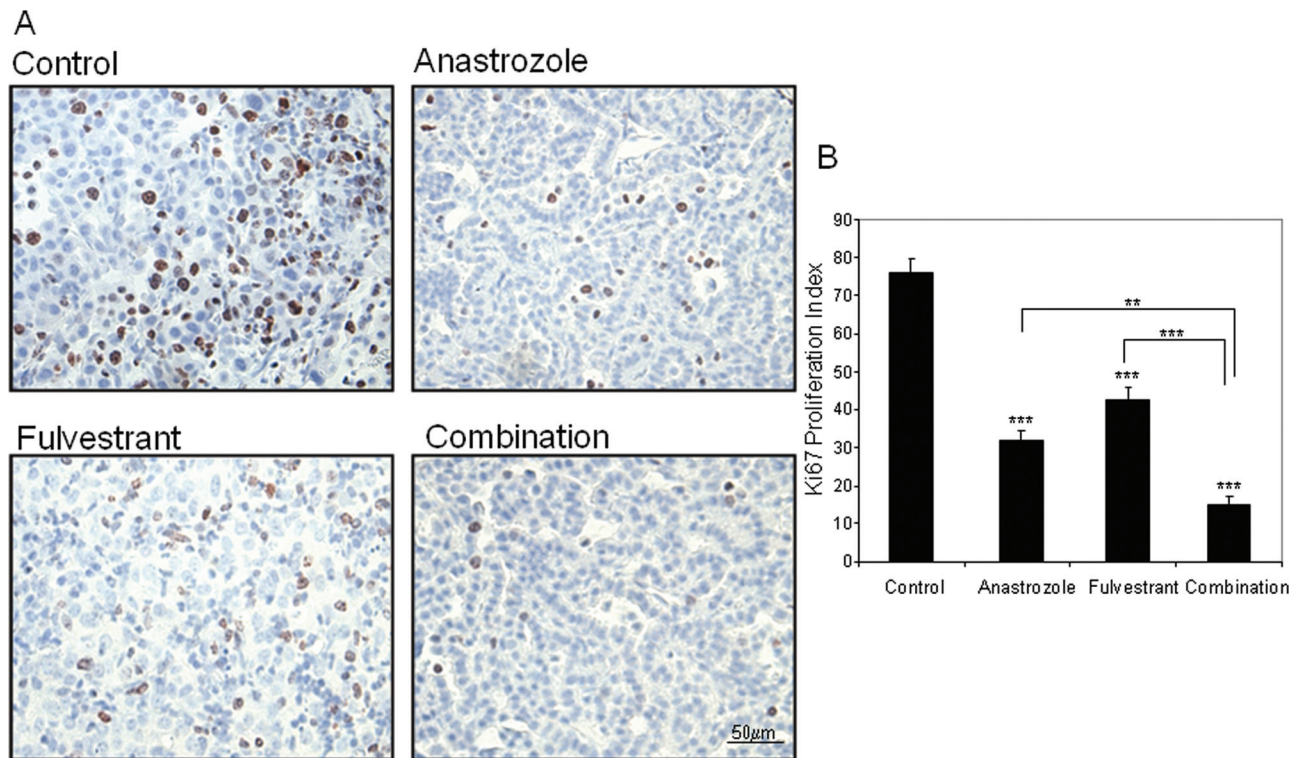 A
Control
Anastrozole
Fulvestrant
Combination
50µm
B
Ki67 Proliferation Index
90
80
70
60
50
40
30
20
10
0
**
***
***
***
***
Control Anastrozole Fulvestrant Combination